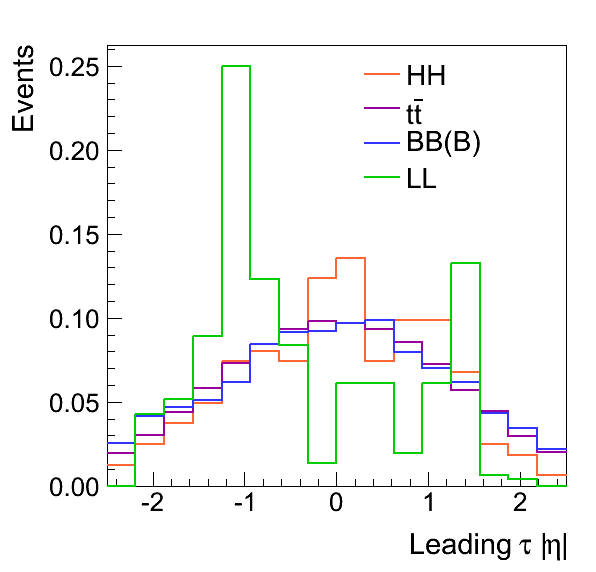 Events
0.25
0.20
0.15
0.10
0.05
0.00
HH
tt̄
BB(B)
LL
-2 -1 0 1 2
Leading τ |η|